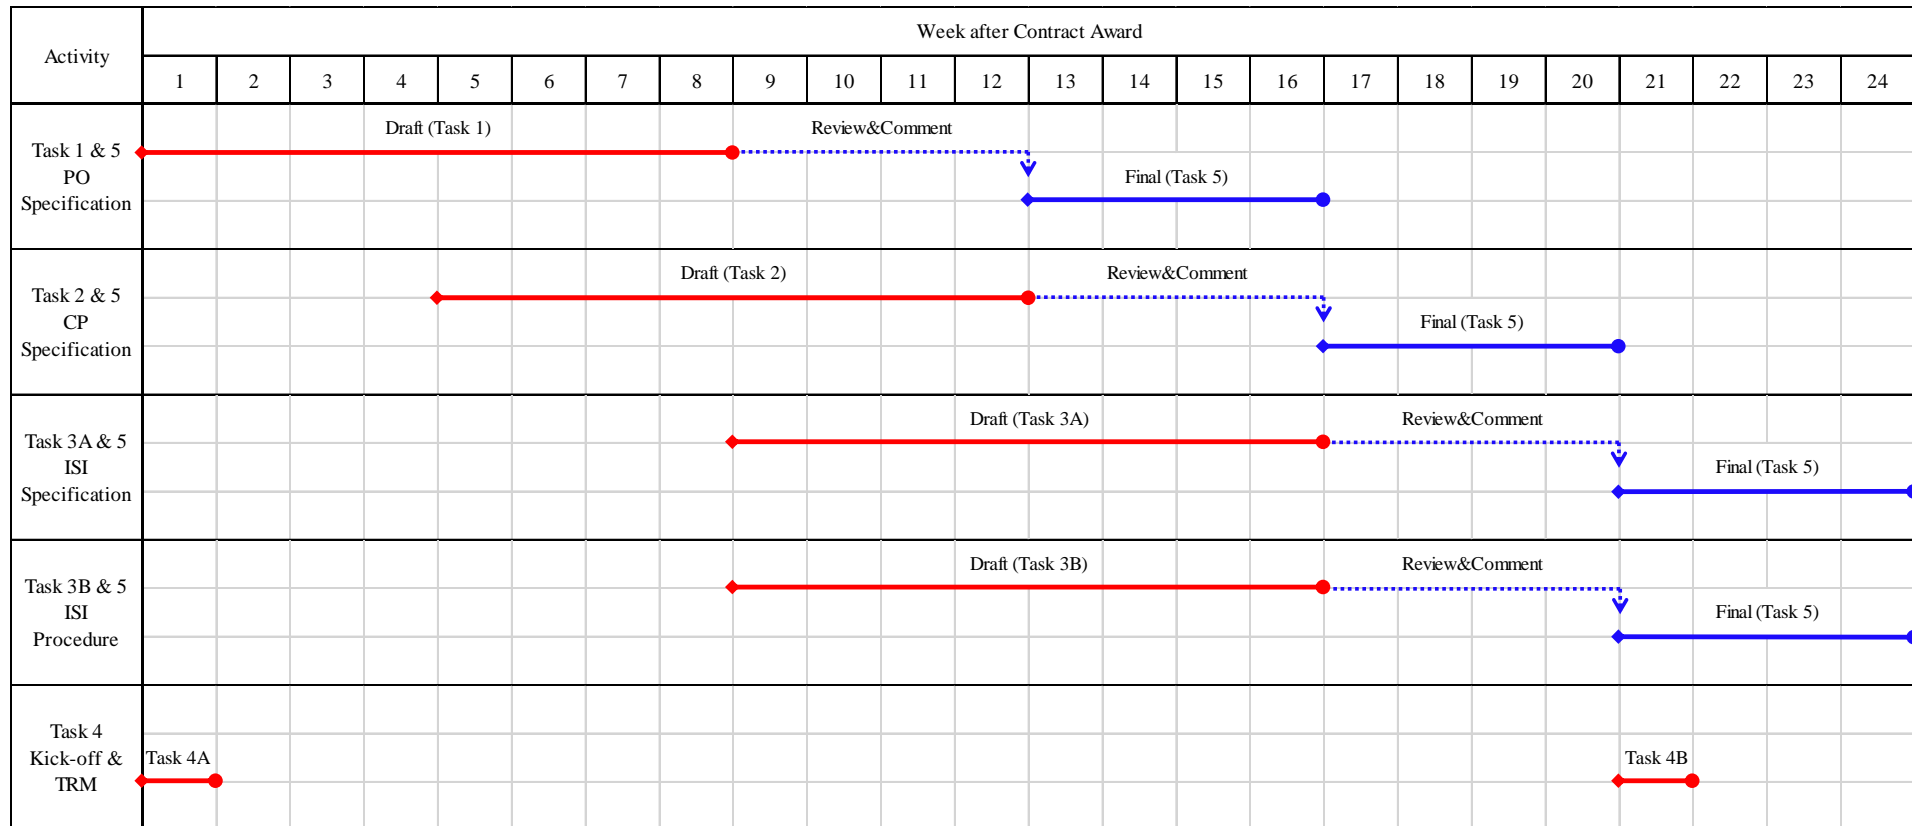 Week after Contract Award
Activity
1 2 3 4 5 6 7 8 9 10 11 12 13 14 15 16 17 18 19 20 21 22 23 24
Draft (Task 1) Review&Comment
Task 1 & 5
PO
Specification
Final (Task 5)
Draft (Task 2) Review&Comment
Task 2 & 5
CP
Specification
Final (Task 5)
Draft (Task 3A) Review&Comment
Task 3A & 5
ISI
Specification
Final (Task 5)
Draft (Task 3B) Review&Comment
Task 3B & 5
ISI
Procedure
Final (Task 5)
Task 4
Kick-off &
TRM
Task 4A Task 4B